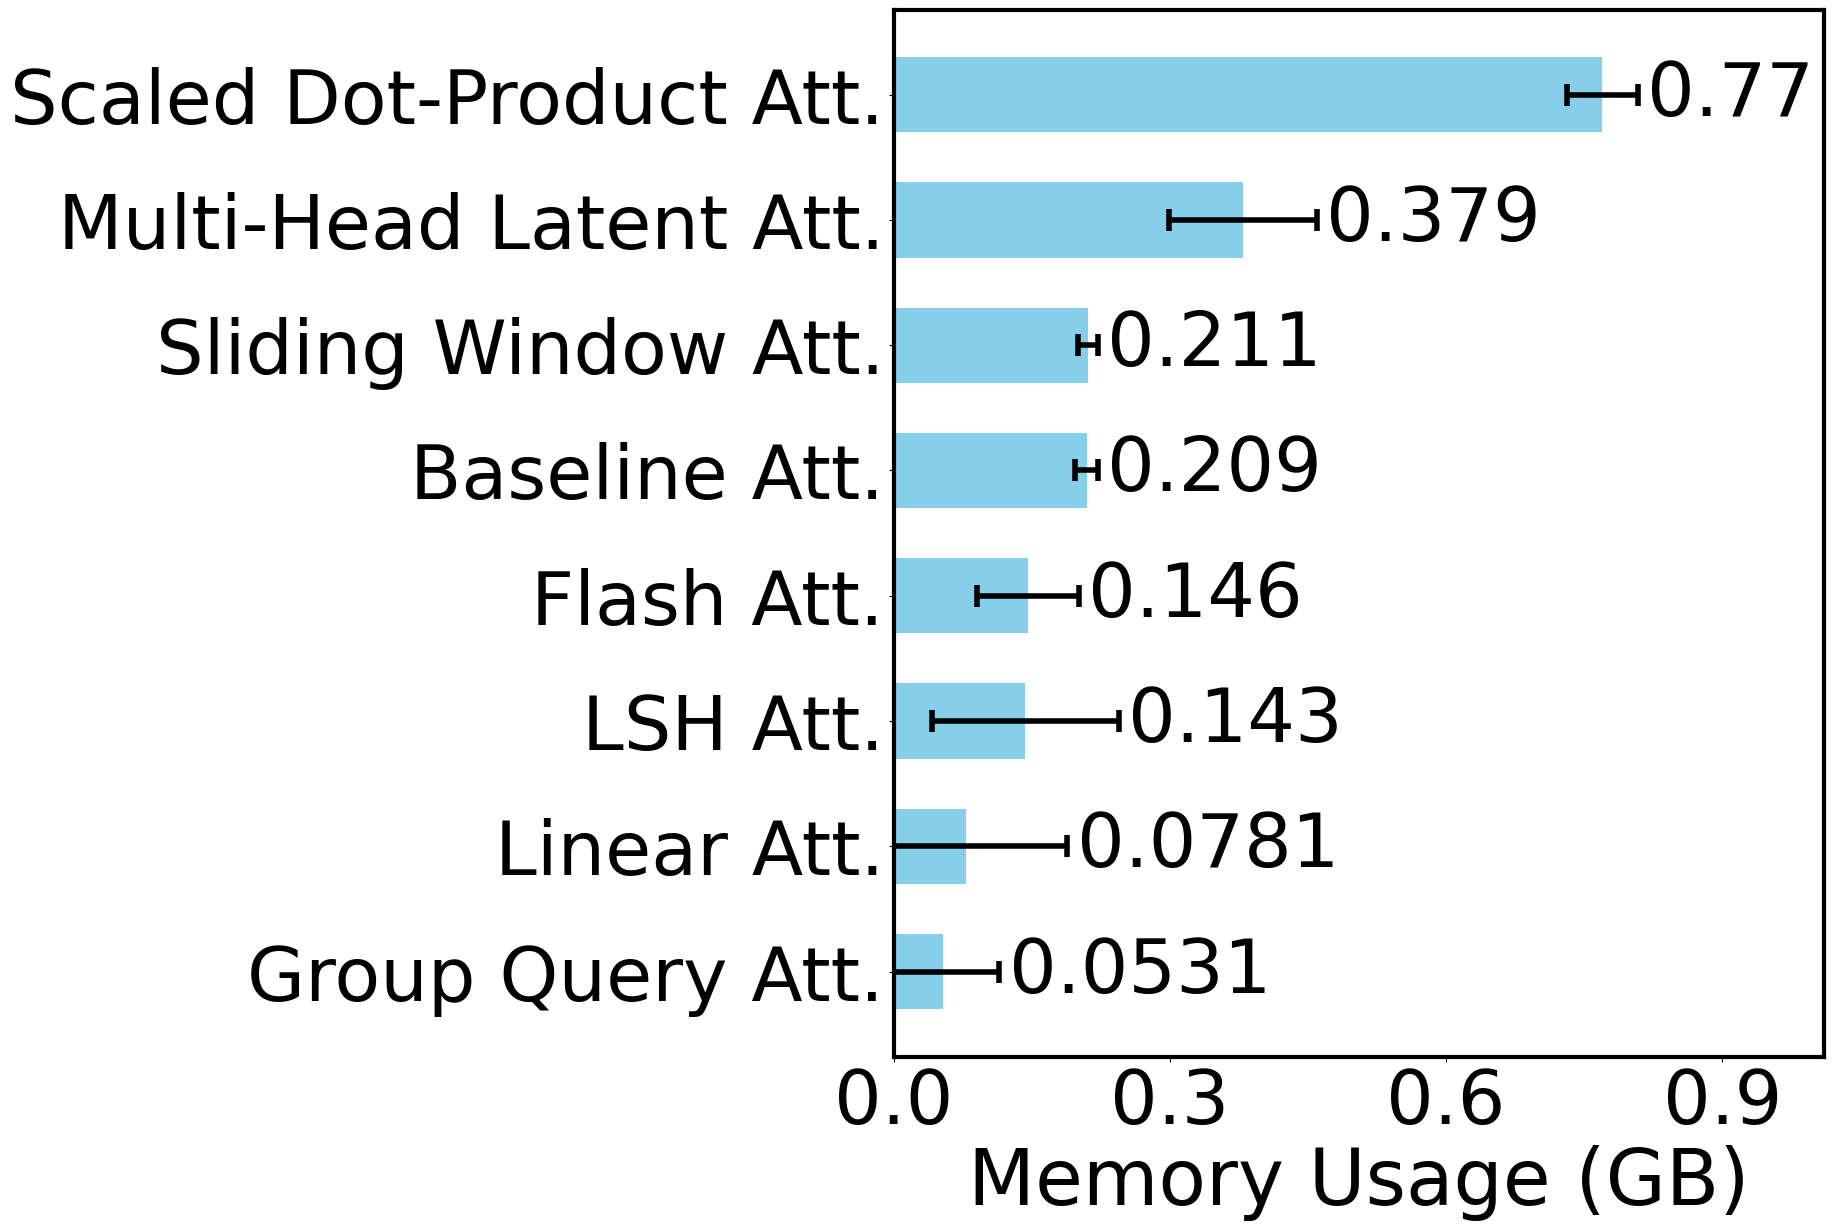 Scaled Dot-Product Att. 0.77
Multi-Head Latent Att. 0.379
Sliding Window Att. 0.211
Baseline Att. 0.209
Flash Att. 0.146
LSH Att. 0.143
Linear Att. 0.0781
Group Query Att. 0.0531
0.0 0.3 0.6 0.9
Memory Usage (GB)